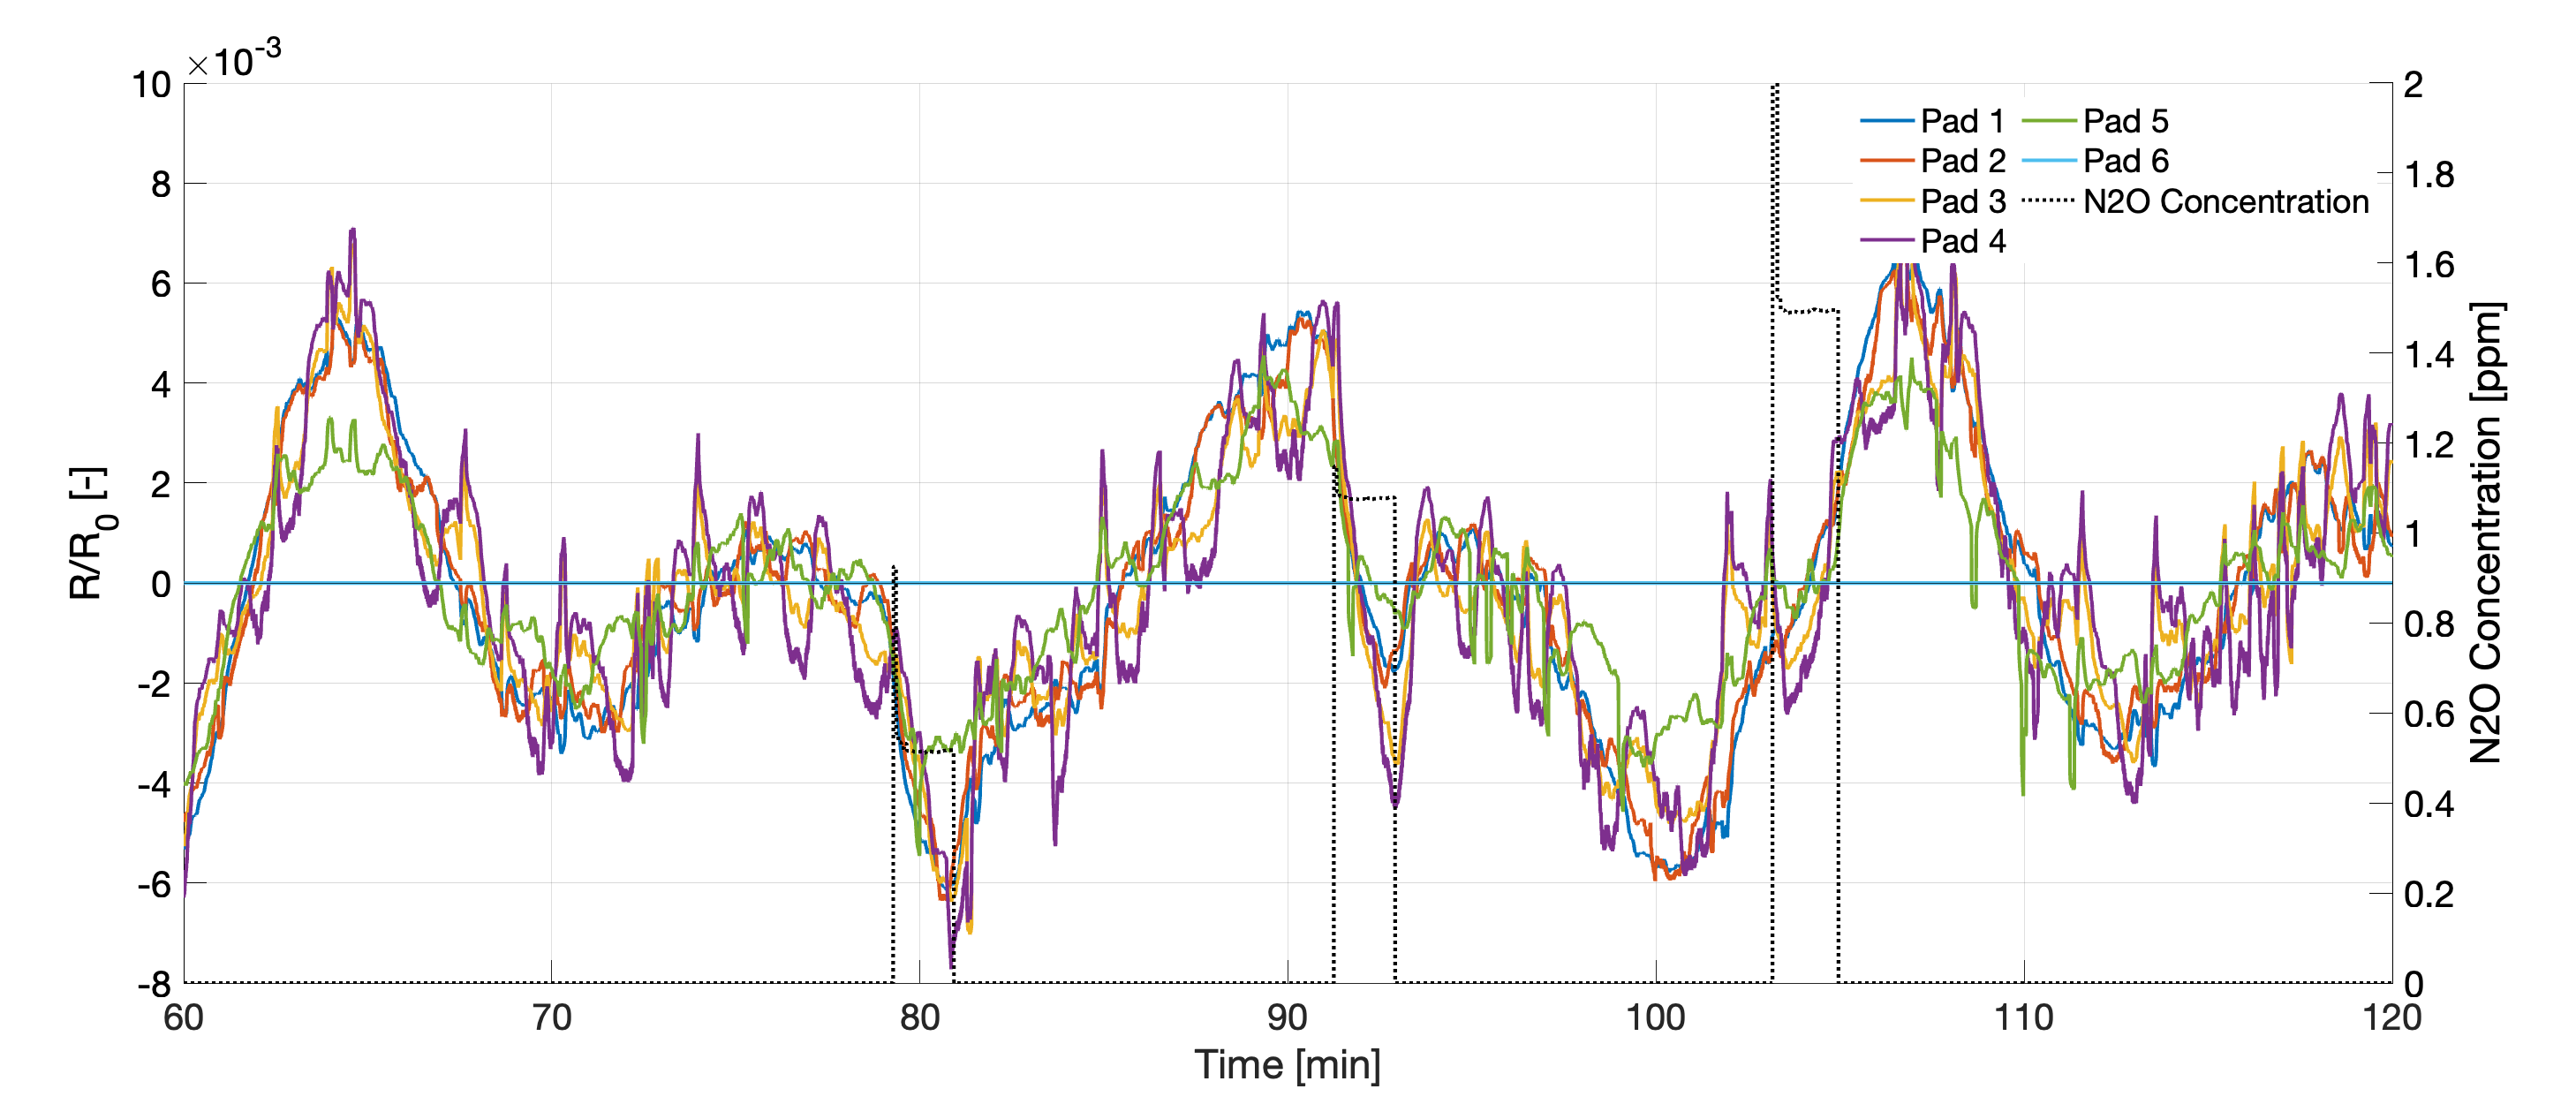 ×10-3
10
8
6
4
2
0
-2
-4
-6
-8
R/R0 [-]
60 70 80 90 100 110 120
Time [min]
2
1.8
1.6
1.4
1.2
1
0.8
0.6
0.4
0.2
0
N2O Concentration [ppm]
Pad 1 Pad 5
Pad 2 Pad 6
Pad 3 N2O Concentration
Pad 4